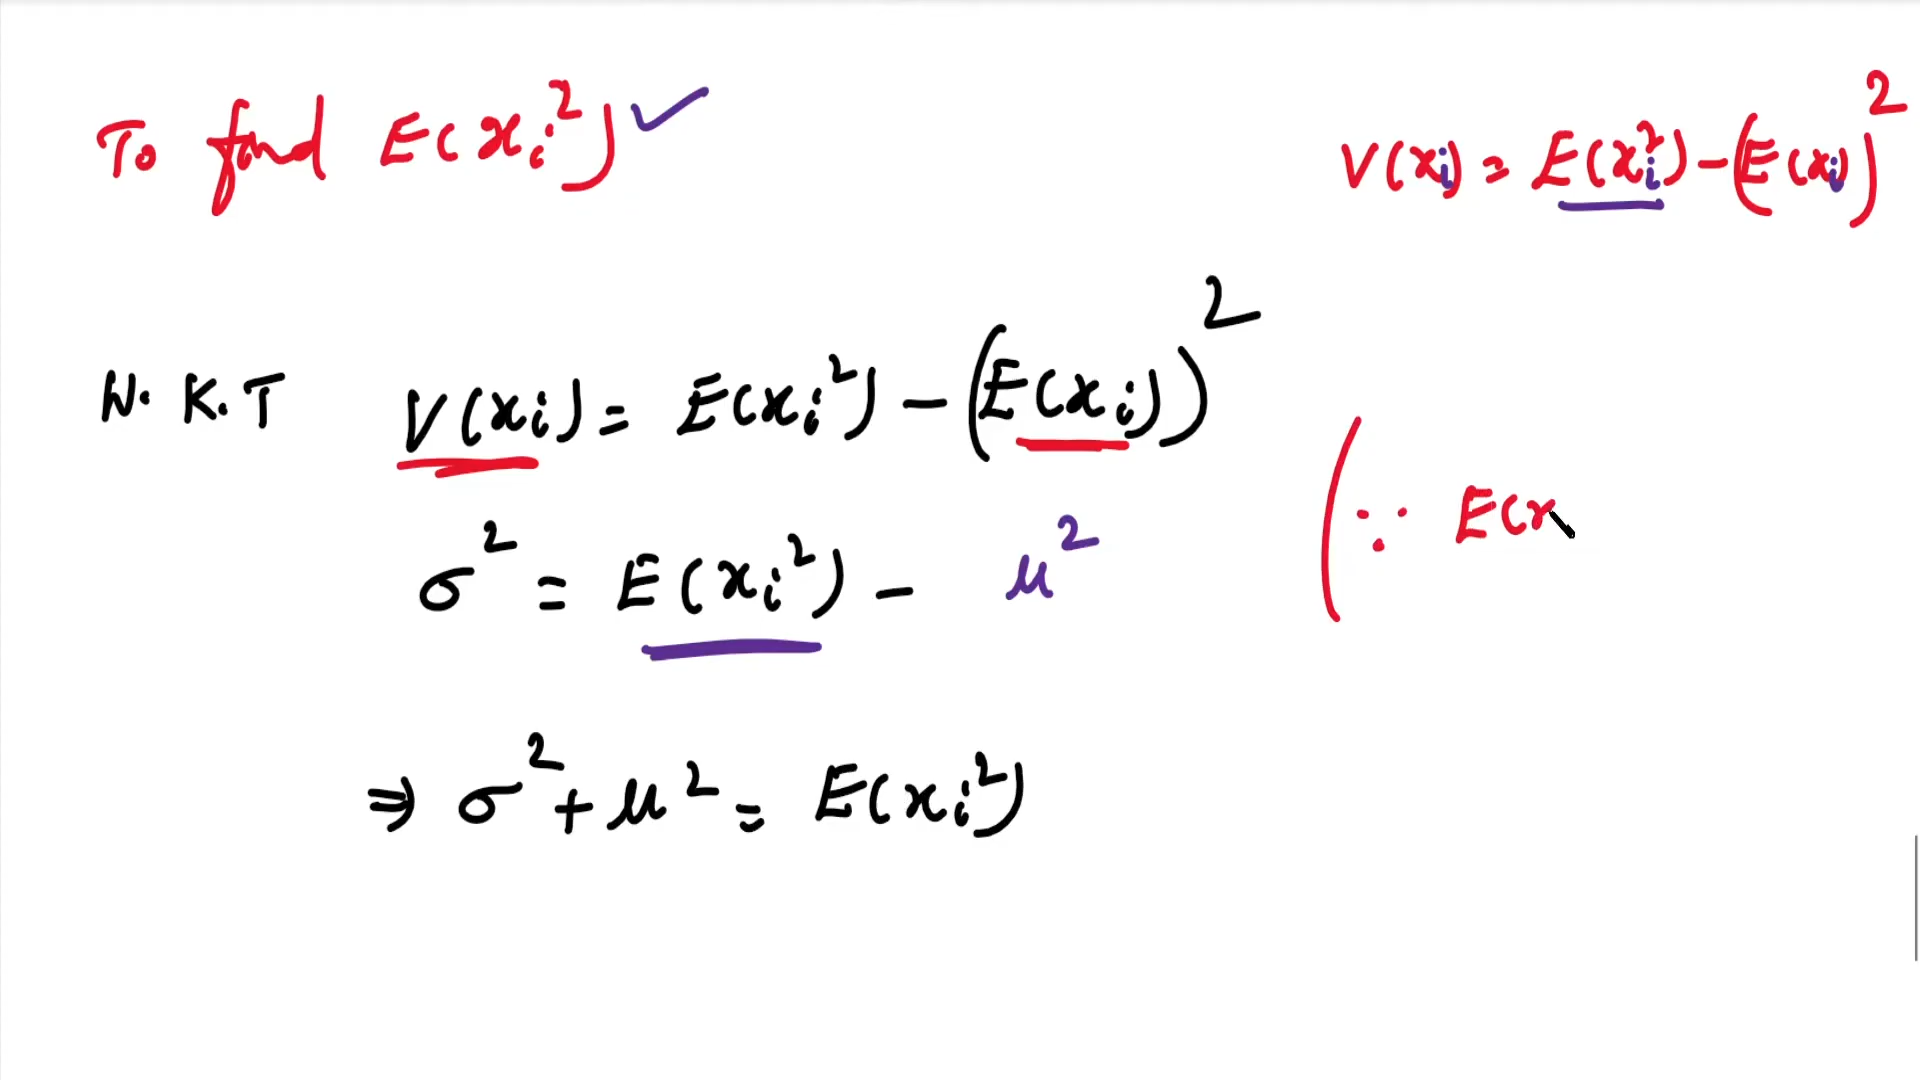 To find E(xi²) ✓
V(xi) = E(xi²) - (E(xi))²
W.K.T V(xi) = E(xi²) - (E(xi))²
σ² = E(xi²) - μ²
(∵ E(x
⇒ σ² + μ² = E(xi²)